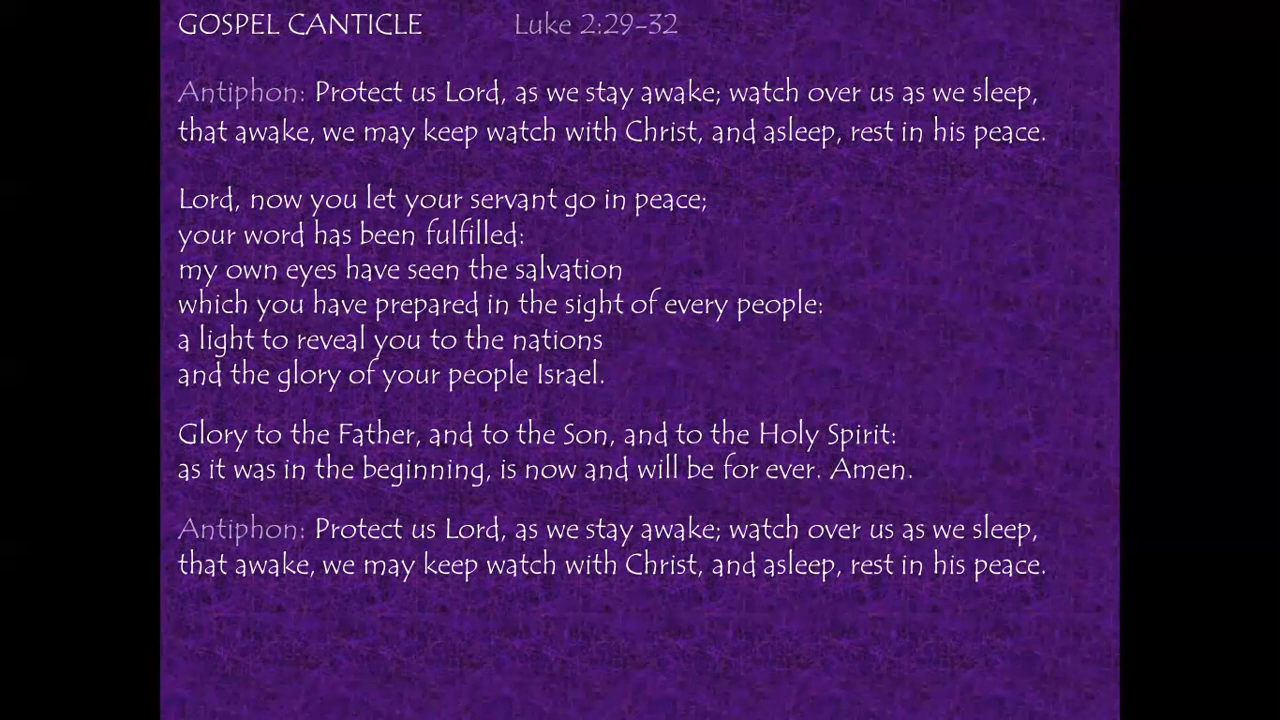 GOSPEL CANTICLE Luke 2:29-32
Antiphon: Protect us Lord, as we stay awake; watch over us as we sleep,
that awake, we may keep watch with Christ, and asleep, rest in his peace.
Lord, now you let your servant go in peace;
your word has been fulfilled:
my own eyes have seen the salvation
which you have prepared in the sight of every people:
a light to reveal you to the nations
and the glory of your people Israel.
Glory to the Father, and to the Son, and to the Holy Spirit:
as it was in the beginning, is now and will be for ever. Amen.
Antiphon: Protect us Lord, as we stay awake; watch over us as we sleep,
that awake, we may keep watch with Christ, and asleep, rest in his peace.